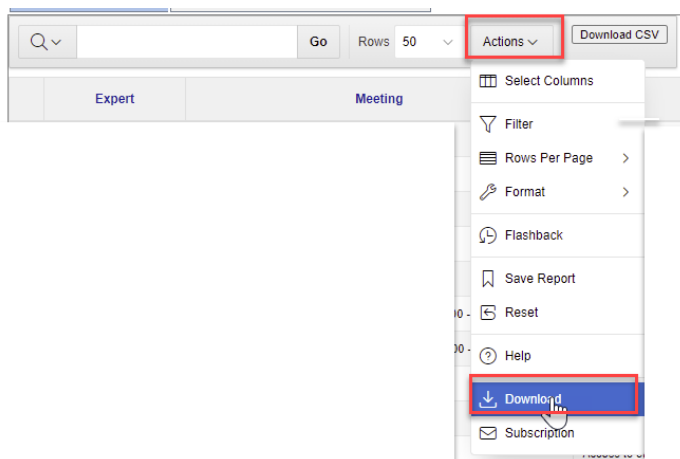 Go Rows 50 Actions Download CSV
Expert Meeting
Select Columns
Filter
Rows Per Page
Format
Flashback
Save Report
Reset
Help
Download
Subscription